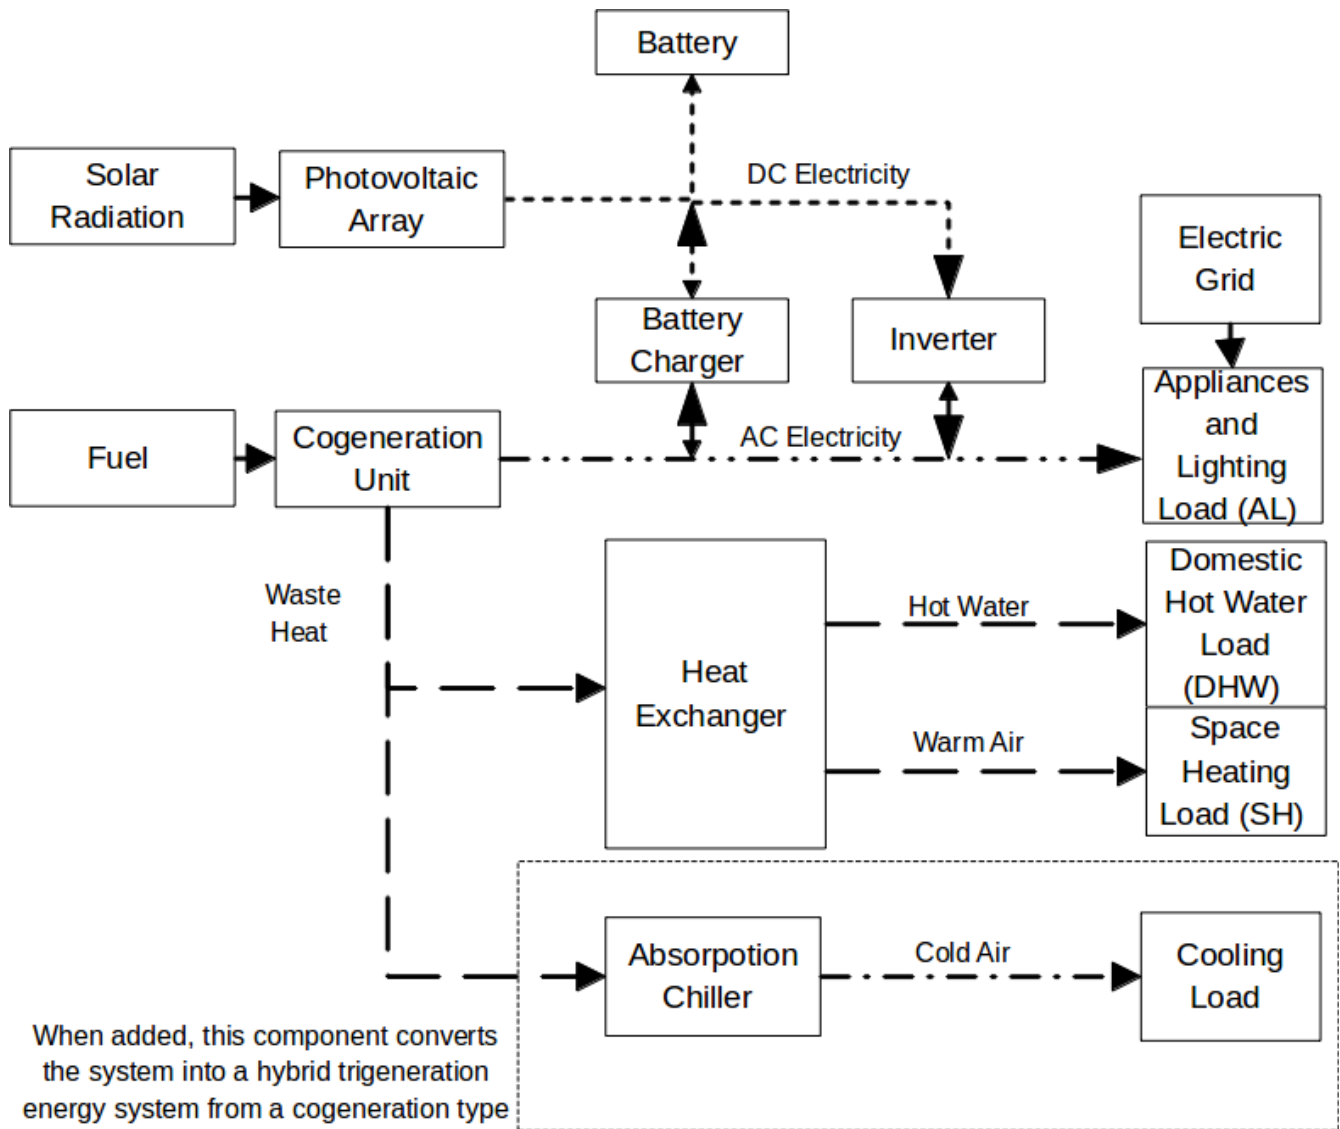 Battery
Solar
Radiation
Photovoltaic
Array
DC Electricity
Electric
Grid
Battery
Charger
Inverter
Appliances
and
Lighting
Load (AL)
Fuel
Cogeneration
Unit
AC Electricity
Waste
Heat
Heat
Exchanger
Hot Water
Domestic
Hot Water
Load
(DHW)
Warm Air
Space
Heating
Load (SH)
Absorpotion
Chiller
Cold Air
Cooling
Load
When added, this component converts
the system into a hybrid trigeneration
energy system from a cogeneration type